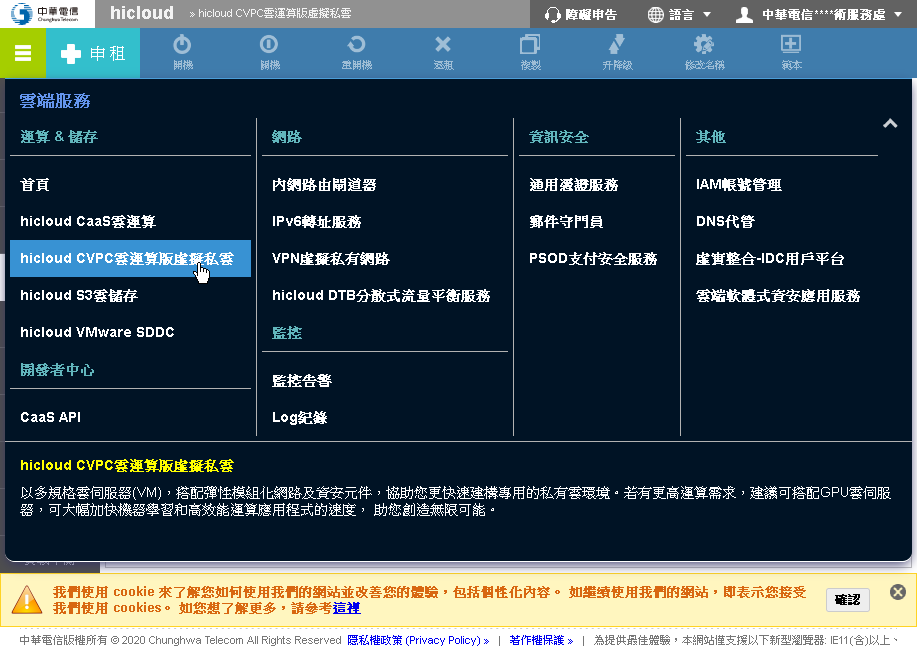 中華電信
Chunghwa Telecom
hicloud » hicloud CVPC雲運算版虛擬私雲
障礙申告 語言 中華電信****術服務處
申租 開機 關機 重開機 退租 複製 升降級 修改名稱 範本
雲端服務
運算 & 儲存
首頁
hicloud CaaS雲運算
hicloud CVPC雲運算版虛擬私雲
hicloud S3雲儲存
hicloud VMware SDDC
開發者中心
CaaS API
網路
內網路由閘道器
IPv6轉址服務
VPN虛擬私有網路
hicloud DTB分散式流量平衡服務
監控
監控告警
Log紀錄
資訊安全
通用憑證服務
郵件守門員
PSOD支付安全服務
其他
IAM帳號管理
DNS代管
虛實整合-IDC用戶平台
雲端軟體式資安應用服務
hicloud CVPC雲運算版虛擬私雲
以多規格雲伺服器(VM)，搭配彈性模組化網路及資安元件，協助您更快速建構專用的私有雲環境。若有更高運算需求，建議可搭配GPU雲伺服
器，可大幅加快機器學習和高效能運算應用程式的速度， 助您創造無限可能。
我們使用 cookie 來了解您如何使用我們的網站並改善您的體驗，包括個性化內容。 如繼續使用我們的網站，即表示您接受
我們使用 cookies。 如您想了解更多，請參考這裡
確認
中華電信版權所有 © 2020 Chunghwa Telecom All Rights Reserved 隱私權政策 (Privacy Policy) » | 著作權保護 » | 為提供最佳體驗，本網站僅支援以下新型瀏覽器: IE11(含)以上、